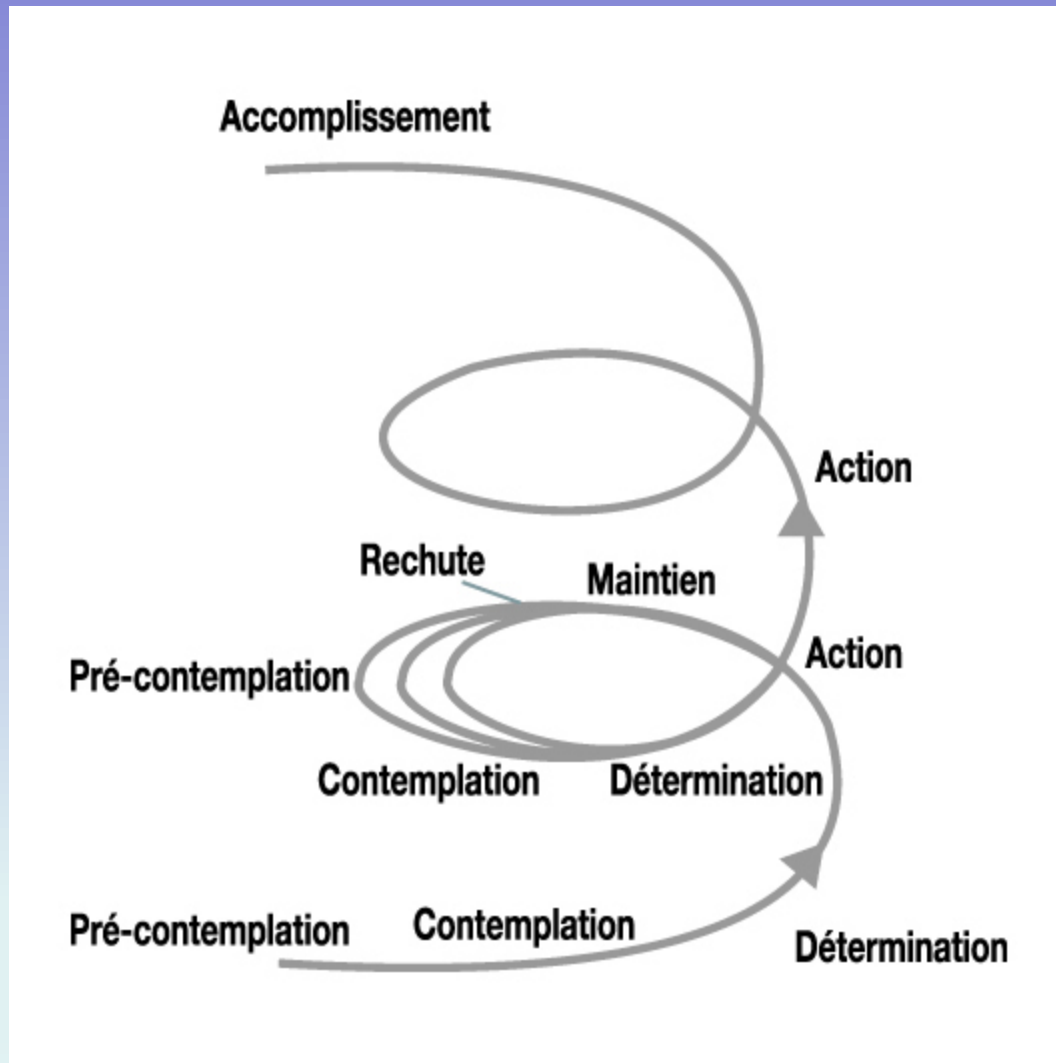 Accomplissement
Action
Rechute
Maintien
Action
Pré-contemplation
Contemplation
Détermination
Contemplation
Pré-contemplation
Détermination